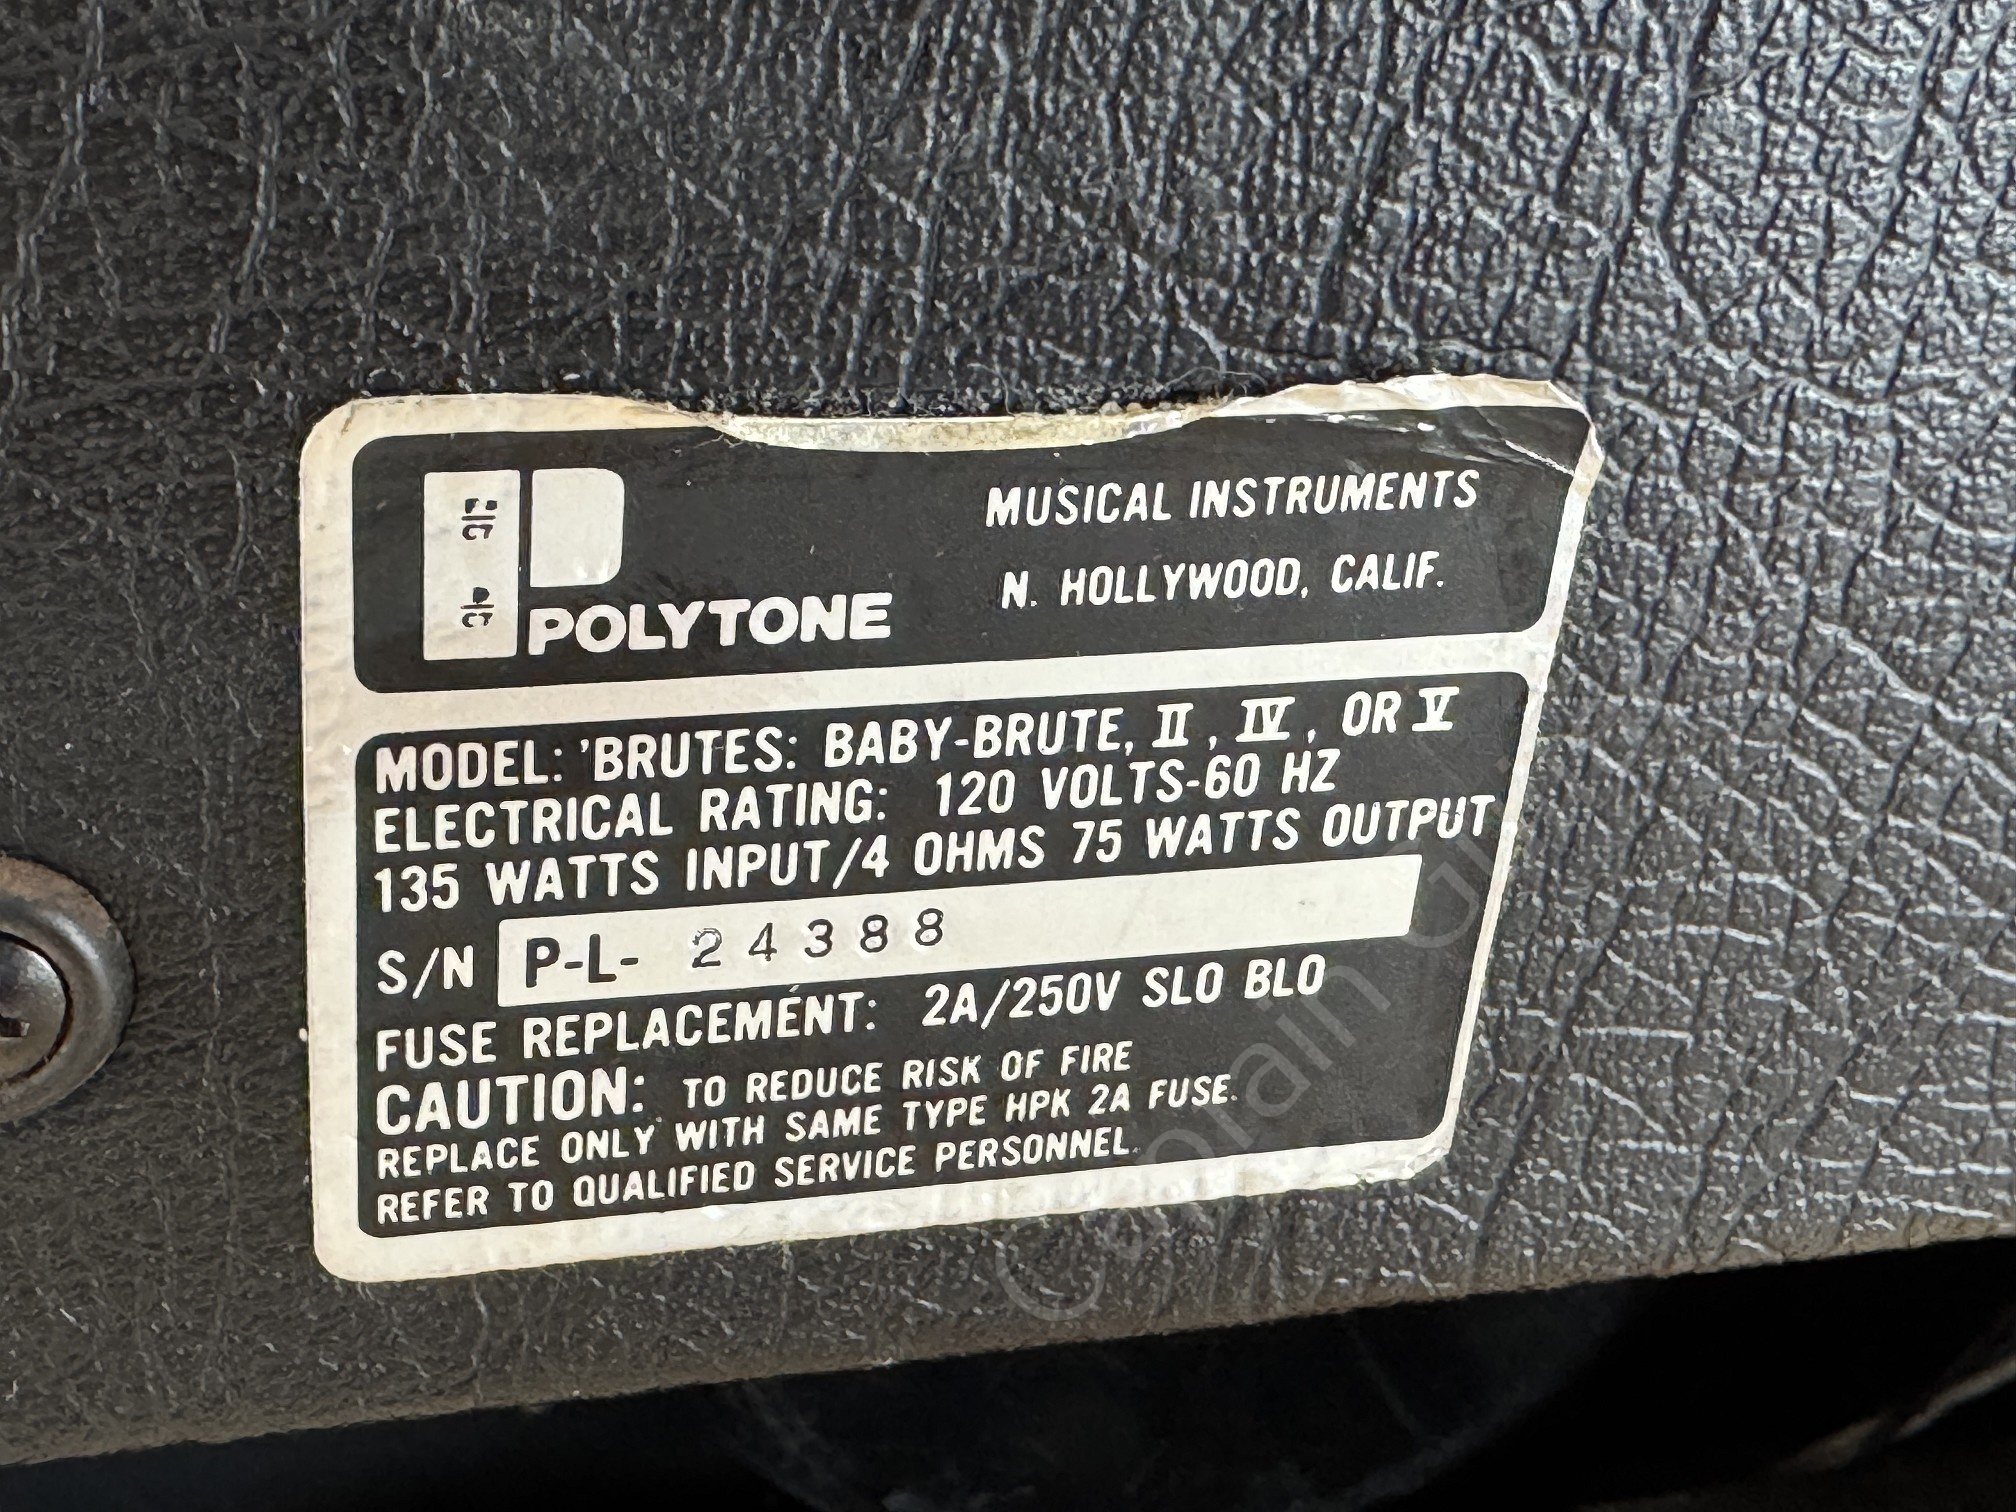 MUSICAL INSTRUMENTS
N. HOLLYWOOD, CALIF.
POLYTONE
MODEL: 'BRUTES: BABY-BRUTE, II, IV, OR V
ELECTRICAL RATING: 120 VOLTS-60 HZ
135 WATTS INPUT/4 OHMS 75 WATTS OUTPUT
S/N P-L- 24388
FUSE REPLACEMENT: 2A/250V SLO BLO
CAUTION: TO REDUCE RISK OF FIRE
REPLACE ONLY WITH SAME TYPE HPK 2A FUSE.
REFER TO QUALIFIED SERVICE PERSONNEL.